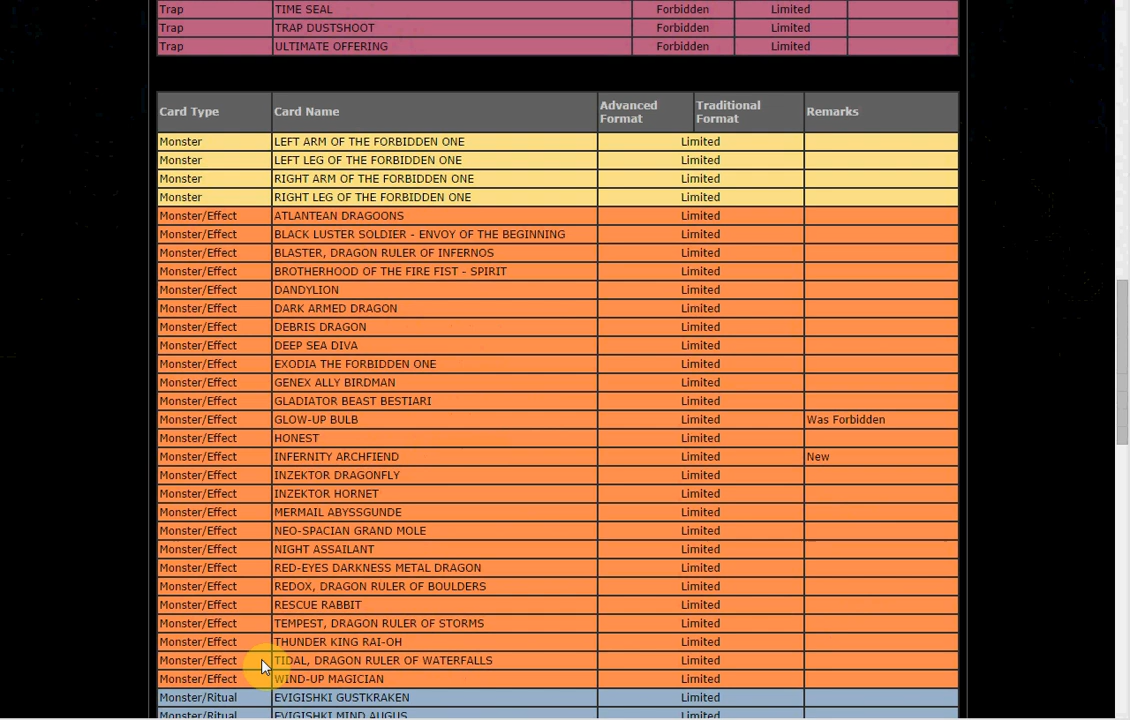 Trap TIME SEAL Forbidden Limited
Trap TRAP DUSTSHOOT Forbidden Limited
Trap ULTIMATE OFFERING Forbidden Limited
Card Type Card Name Advanced Format Traditional Format Remarks
Monster LEFT ARM OF THE FORBIDDEN ONE Limited
Monster LEFT LEG OF THE FORBIDDEN ONE Limited
Monster RIGHT ARM OF THE FORBIDDEN ONE Limited
Monster RIGHT LEG OF THE FORBIDDEN ONE Limited
Monster/Effect ATLANTEAN DRAGOONS Limited
Monster/Effect BLACK LUSTER SOLDIER - ENVOY OF THE BEGINNING Limited
Monster/Effect BLASTER, DRAGON RULER OF INFERNOS Limited
Monster/Effect BROTHERHOOD OF THE FIRE FIST - SPIRIT Limited
Monster/Effect DANDYLION Limited
Monster/Effect DARK ARMED DRAGON Limited
Monster/Effect DEBRIS DRAGON Limited
Monster/Effect DEEP SEA DIVA Limited
Monster/Effect EXODIA THE FORBIDDEN ONE Limited
Monster/Effect GENEX ALLY BIRDMAN Limited
Monster/Effect GLADIATOR BEAST BESTIARI Limited
Monster/Effect GLOW-UP BULB Limited Was Forbidden
Monster/Effect HONEST Limited
Monster/Effect INFERNITY ARCHFIEND Limited New
Monster/Effect INZEKTOR DRAGONFLY Limited
Monster/Effect INZEKTOR HORNET Limited
Monster/Effect MERMAIL ABYSSGUNDE Limited
Monster/Effect NEO-SPACIAN GRAND MOLE Limited
Monster/Effect NIGHT ASSAILANT Limited
Monster/Effect RED-EYES DARKNESS METAL DRAGON Limited
Monster/Effect REDOX, DRAGON RULER OF BOULDERS Limited
Monster/Effect RESCUE RABBIT Limited
Monster/Effect TEMPEST, DRAGON RULER OF STORMS Limited
Monster/Effect THUNDER KING RAI-OH Limited
Monster/Effect TIDAL, DRAGON RULER OF WATERFALLS Limited
Monster/Effect WIND-UP MAGICIAN Limited
Monster/Ritual EVIGISHKI GUSTKRAKEN Limited
Monster/Ritual EVIGISHKI MIND AUGUS Limited